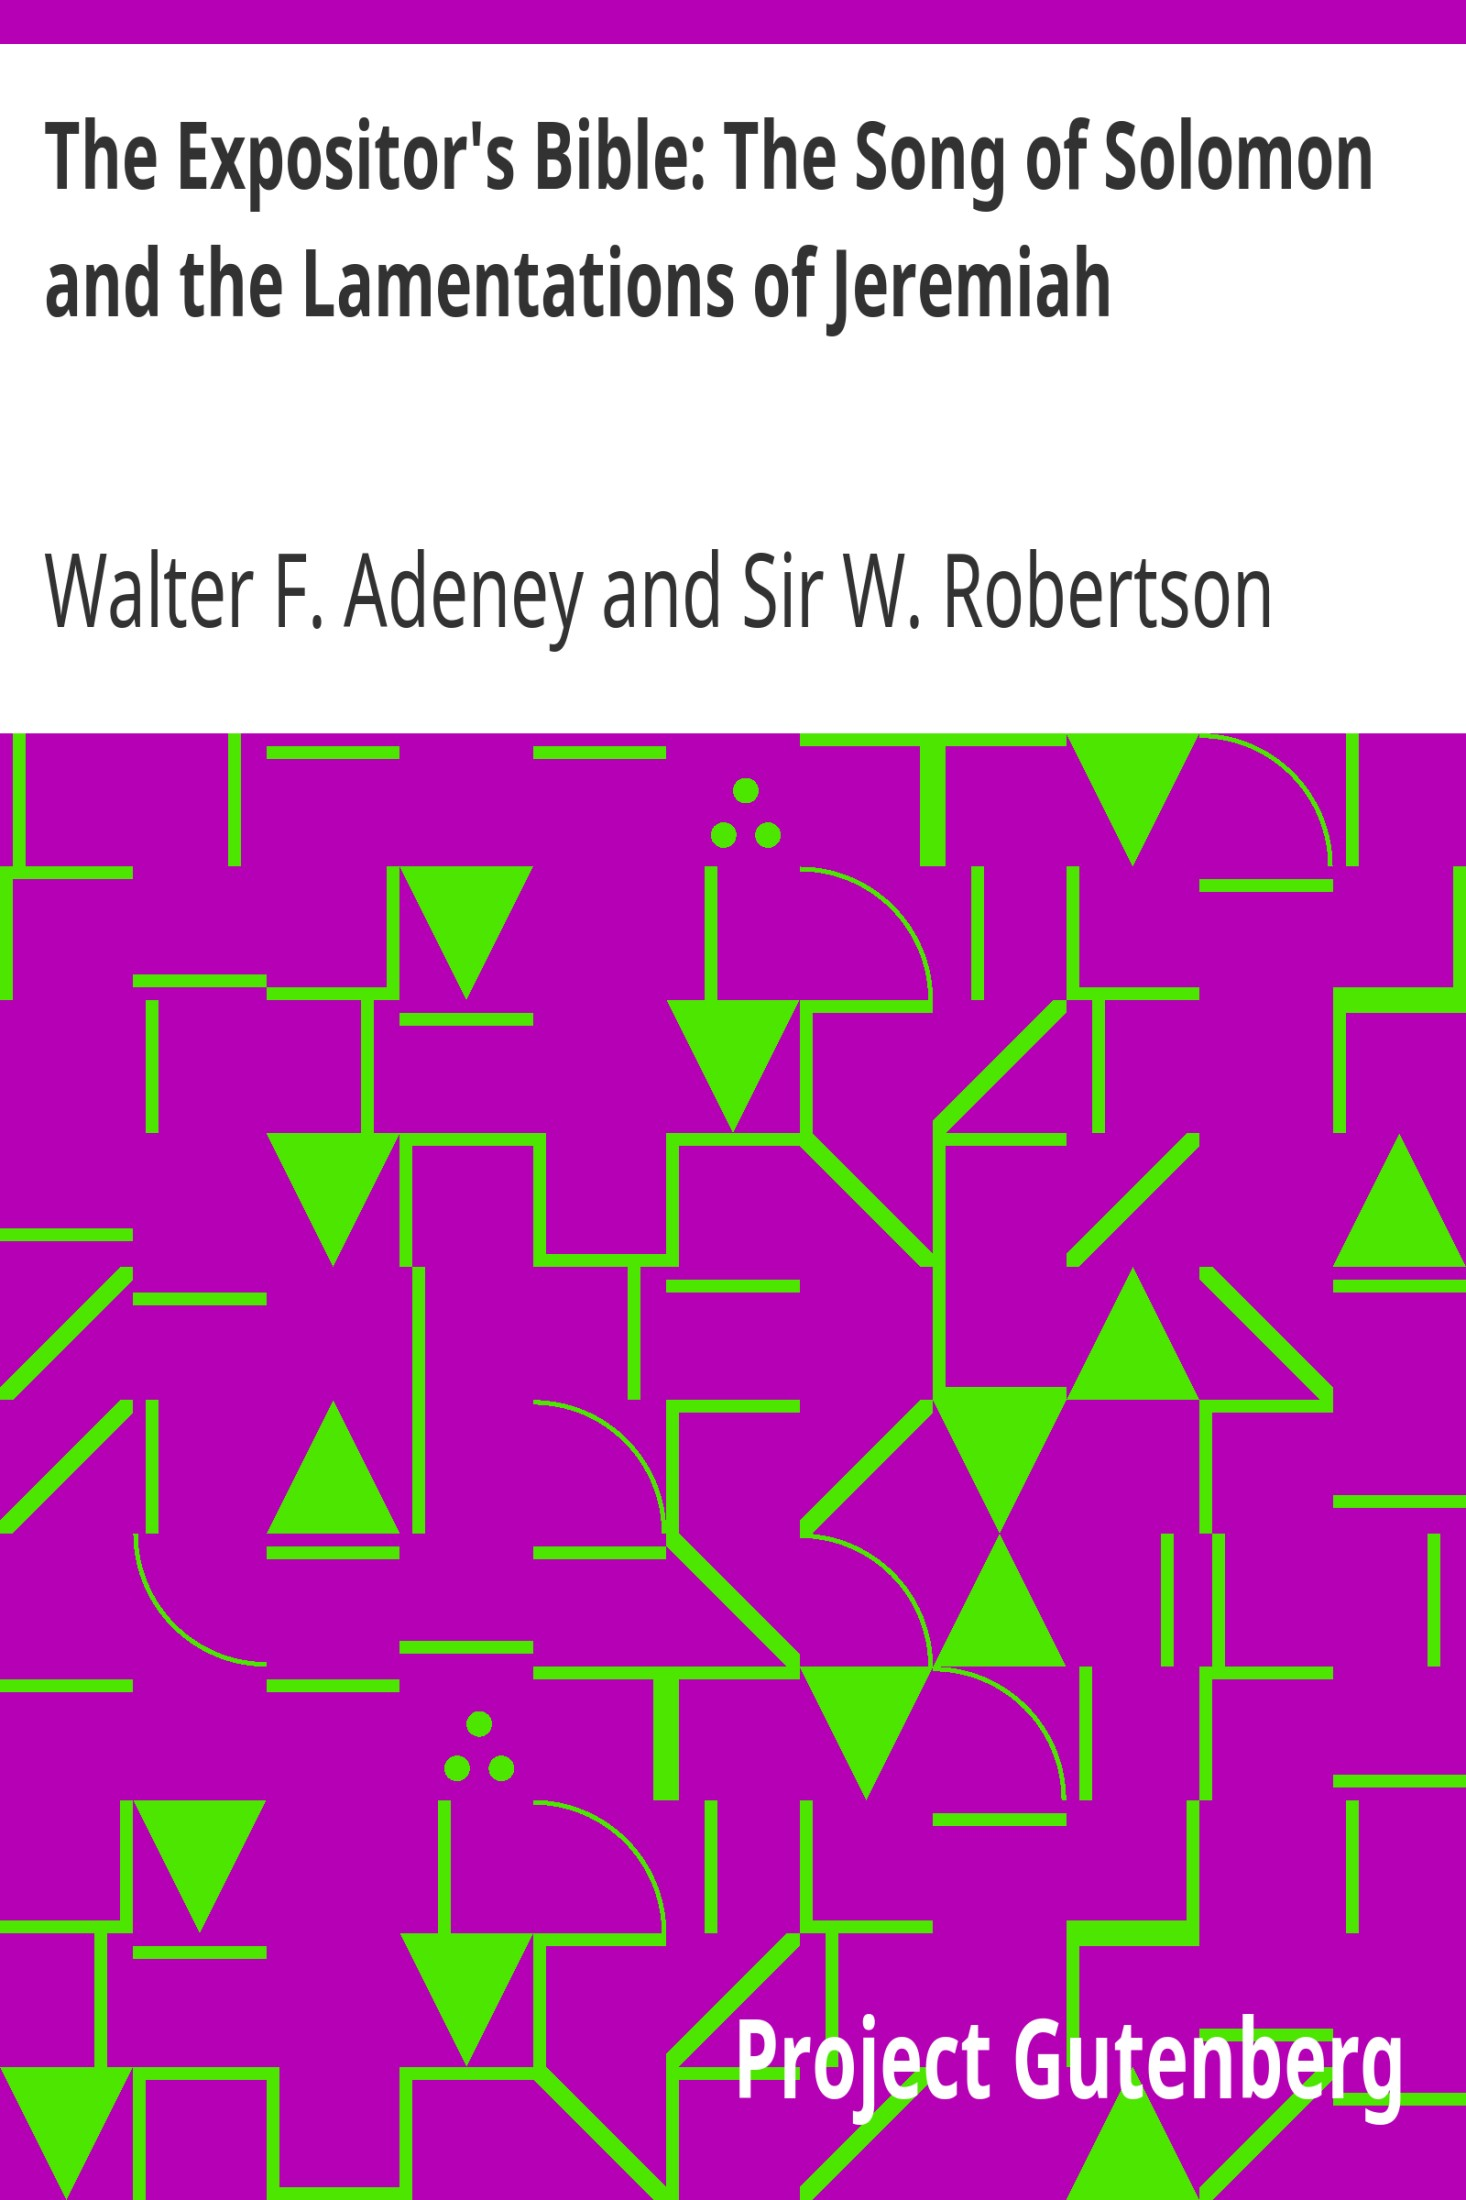 The Expositor's Bible: The Song of Solomon
and the Lamentations of Jeremiah
Walter F. Adeney and Sir W. Robertson
Project Gutenberg